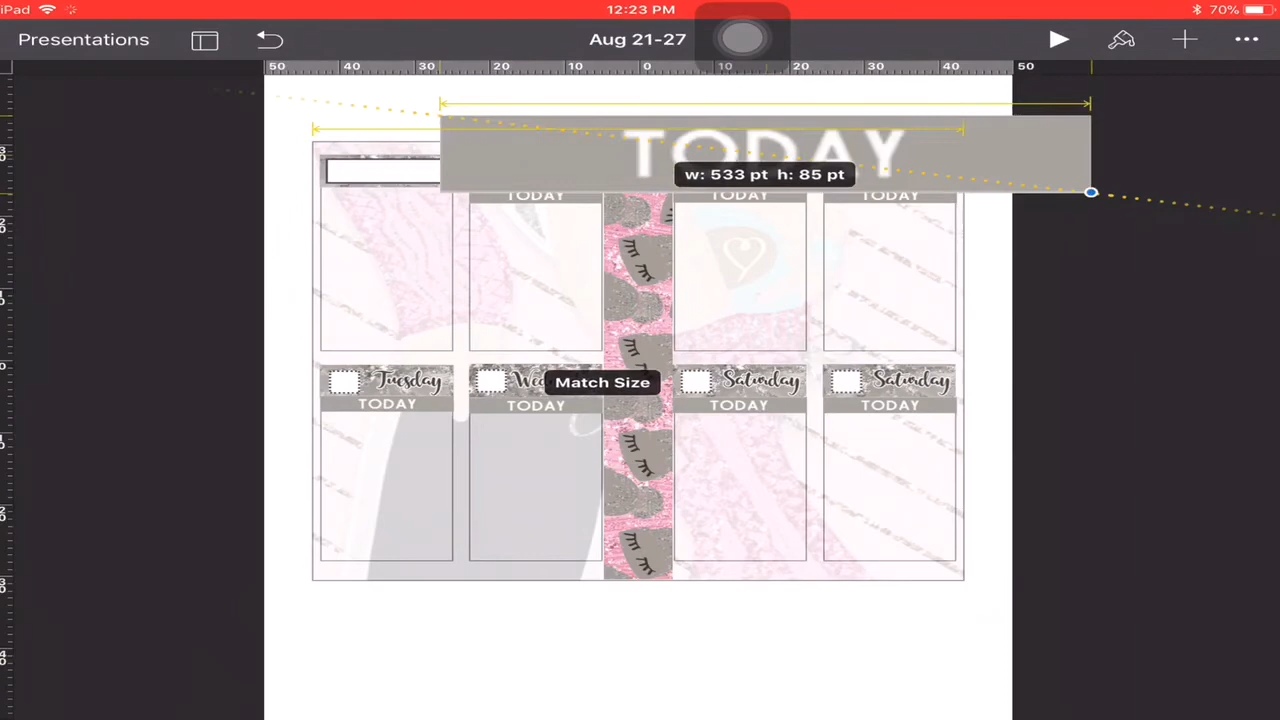 iPad 12:23 PM 70%
Presentations Aug 21-27
50 40 30 20 10 0 10 20 30 40 50
TODAY
w: 533 pt h: 85 pt
TODAY TODAY TODAY
Match Size
Tuesday Wed Saturday Saturday
TODAY TODAY TODAY TODAY